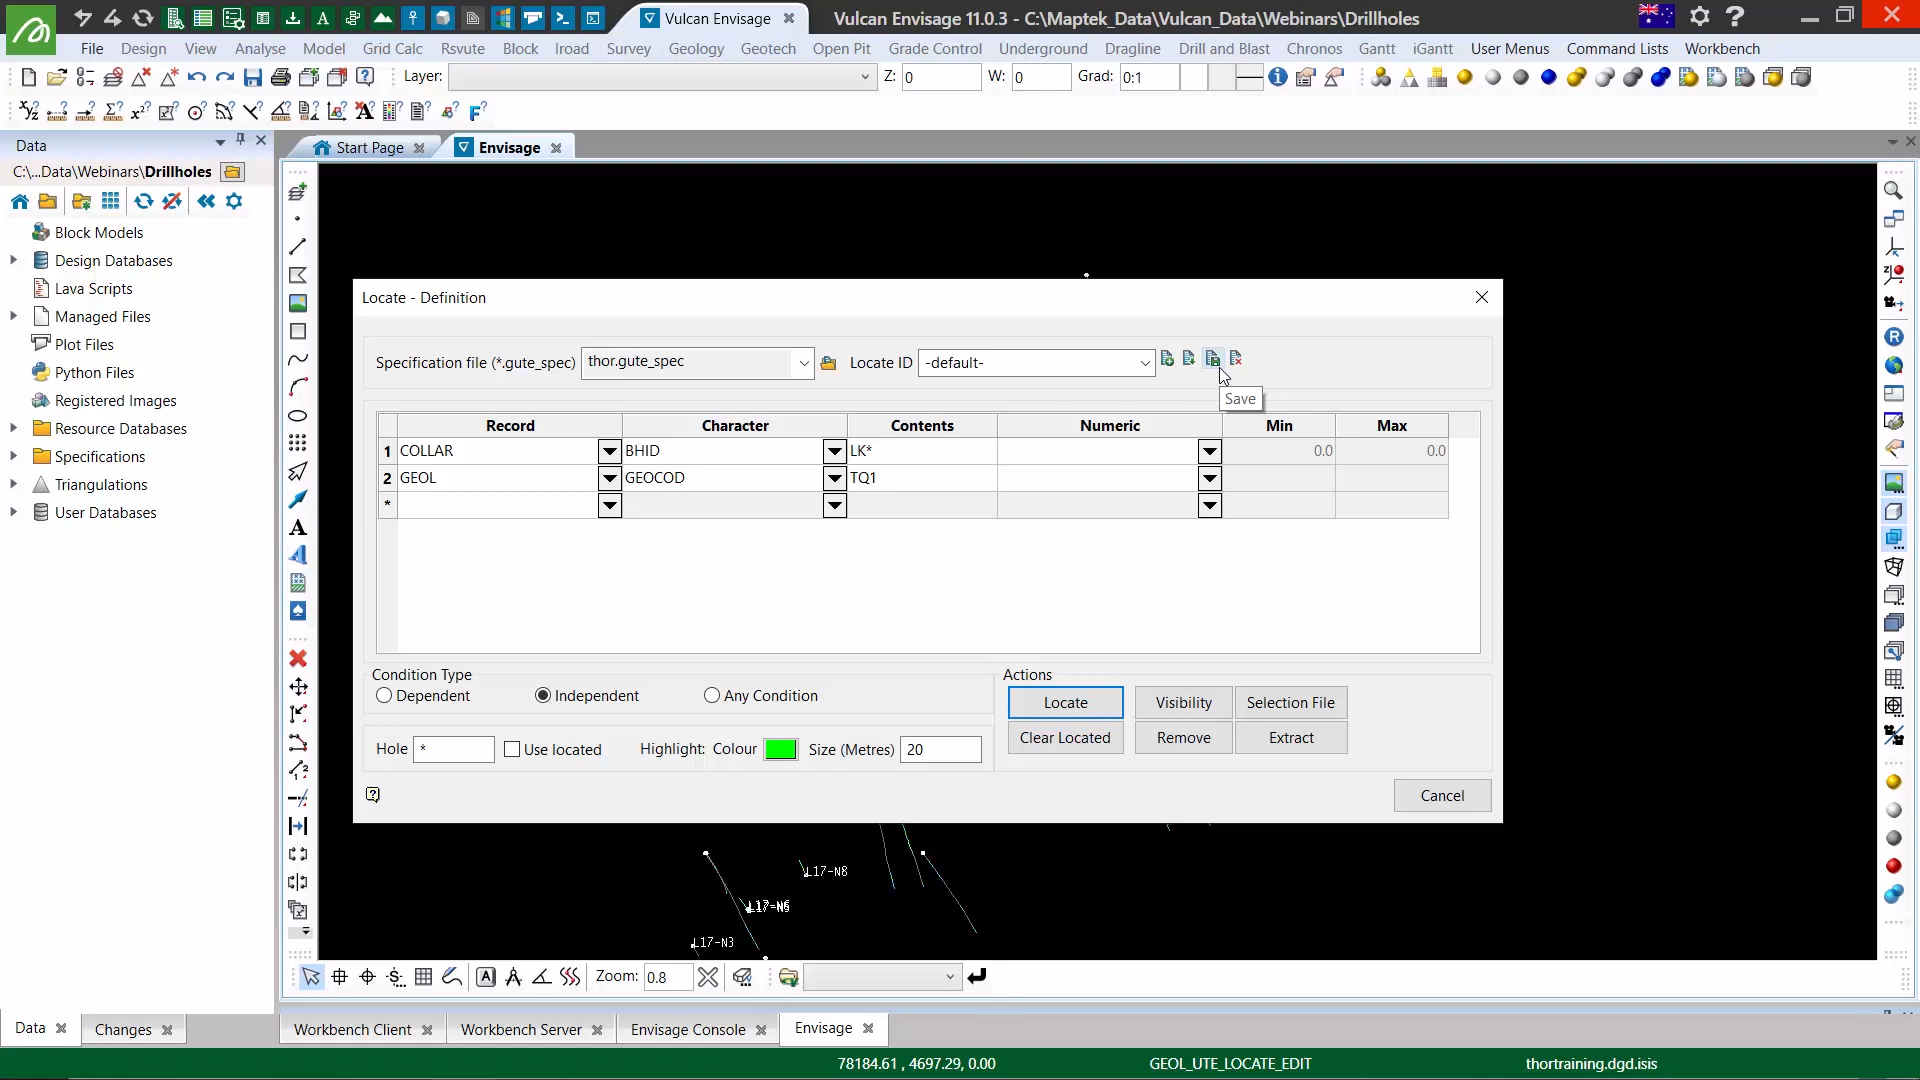 Vulcan Envisage
Vulcan Envisage 11.0.3 - C:\Maptek_Data\Vulcan_Data\Webinars\Drillholes
File Design View Analyse Model Grid Calc Rsvute Block Iroad Survey Geology Geotech Open Pit Grade Control Underground Dragline Drill and Blast Chronos Gantt iGantt User Menus Command Lists Workbench
Layer: Z: 0 W: 0 Grad: 0:1
Data
Start Page Envisage
C:\...Data\Webinars\Drillholes
Block Models
Design Databases
Lava Scripts
Managed Files
Plot Files
Python Files
Registered Images
Resource Databases
Specifications
Triangulations
User Databases
Locate - Definition
Specification file (*.gute_spec) thor.gute_spec Locate ID -default-
Save
Record Character Contents Numeric Min Max
1 COLLAR BHID LK* 0.0 0.0
2 GEOL GEOCOD TQ1
*
Condition Type
Dependent Independent Any Condition
Actions
Locate Visibility Selection File
Clear Located Remove Extract
Hole * Use located Highlight: Colour Size (Metres) 20
Cancel
L17-N8
L17-N3
Zoom: 0.8
Data Changes Workbench Client Workbench Server Envisage Console Envisage
78184.61 , 4697.29, 0.00 GEOL_UTE_LOCATE_EDIT thortraining.dgd.isis